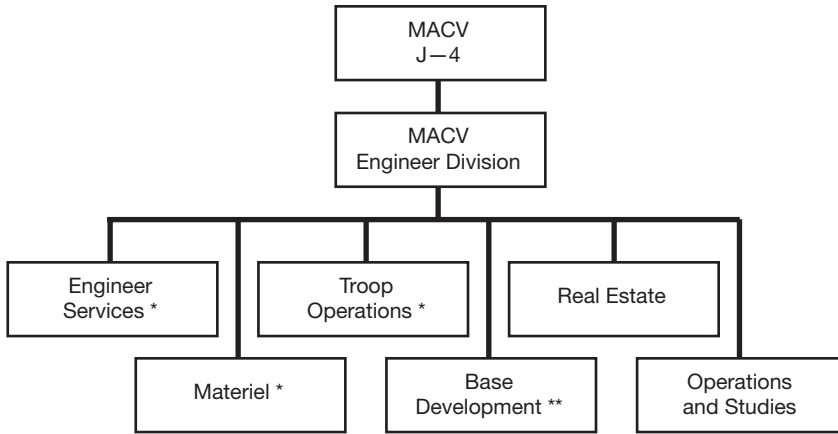 MACV
J—4
MACV
Engineer Division
Engineer
Services *
Troop
Operations *
Real Estate
Materiel *
Base
Development **
Operations
and Studies